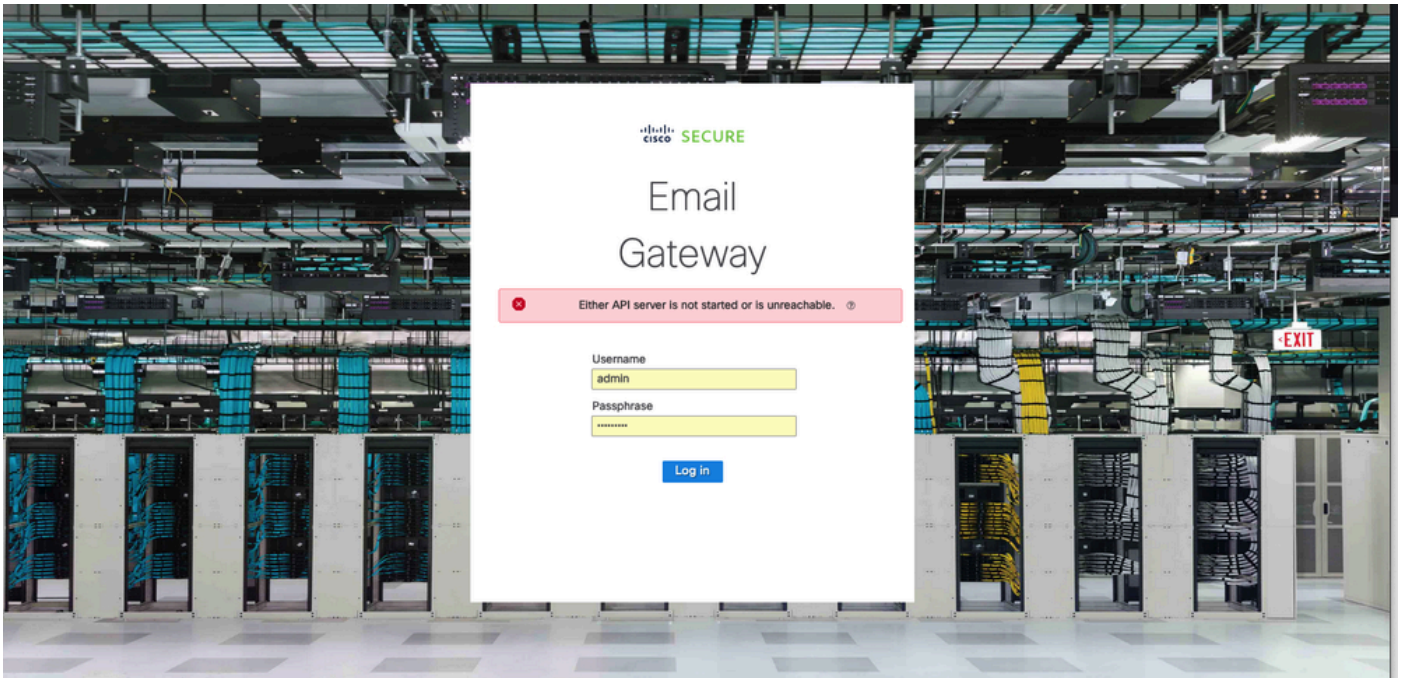 CISCO SECURE
Email
Gateway
Either API server is not started or is unreachable.
Username
admin
Passphrase
•••••••••
Log in
EXIT